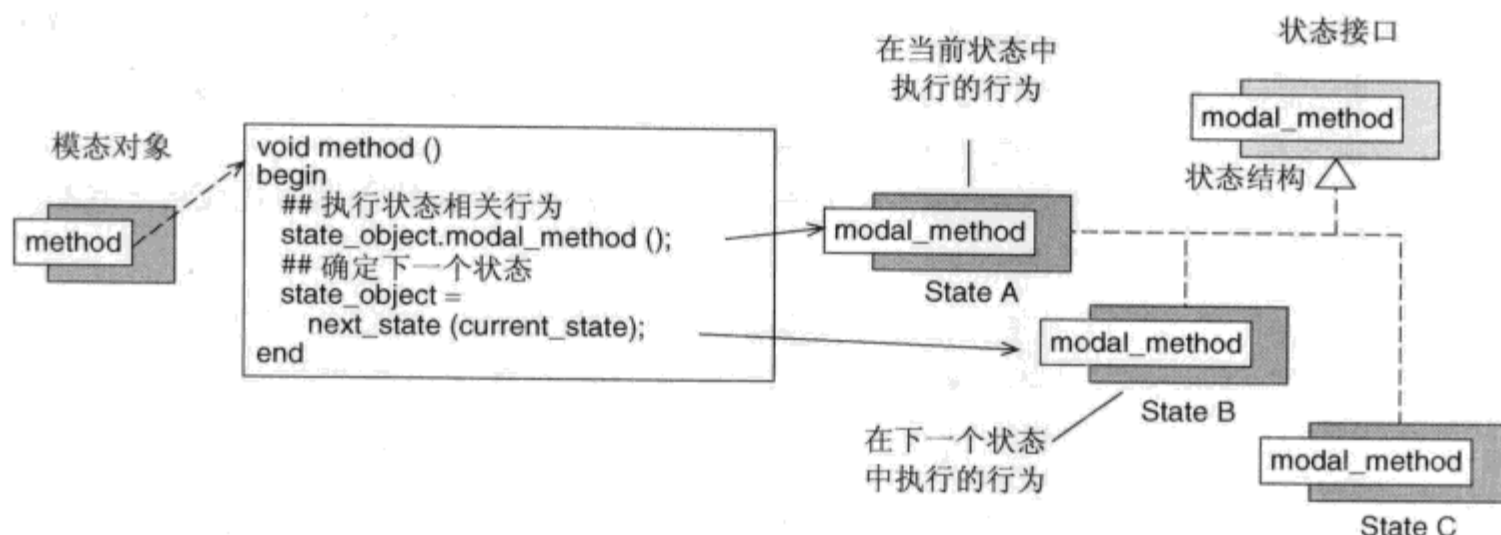 模态对象
method
void method ()
begin
## 执行状态相关行为
state_object.modal_method ();
## 确定下一个状态
state_object =
next_state (current_state);
end
在当前状态中
执行的行为
modal_method
State A
状态接口
modal_method
状态结构
modal_method
State B
在下一个状态
中执行的行为
modal_method
State C